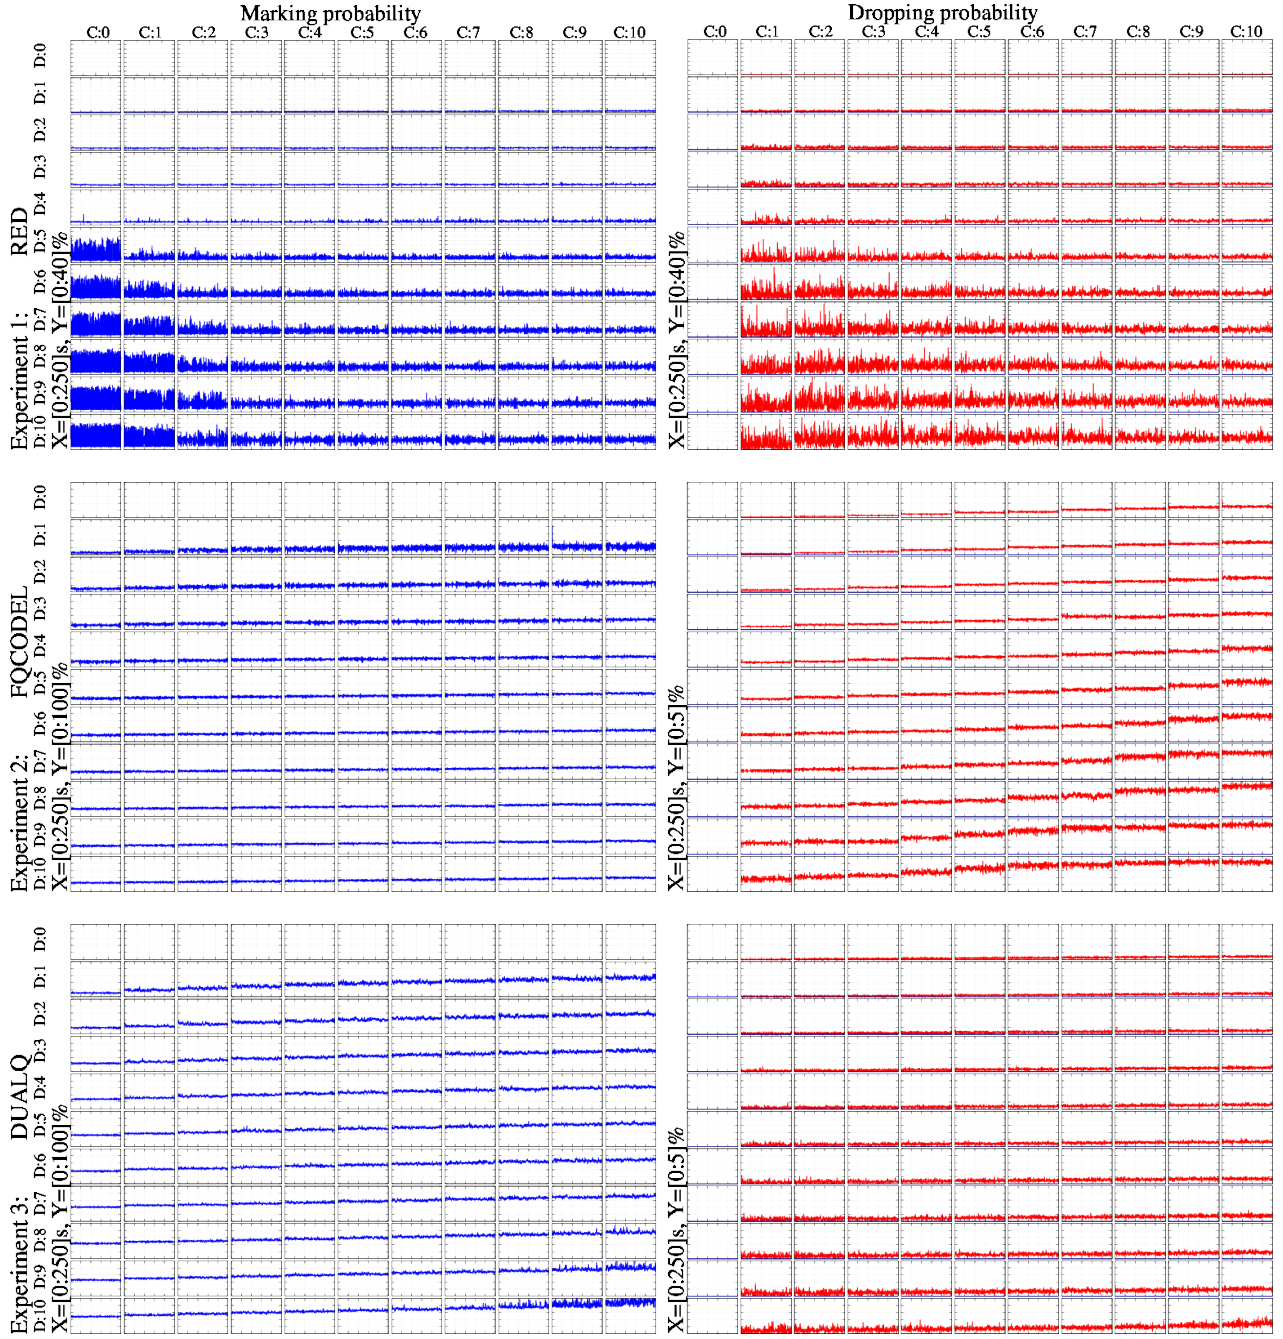 Marking probability
Dropping probability
C:0 C:1 C:2 C:3 C:4 C:5 C:6 C:7 C:8 C:9 C:10
C:0 C:1 C:2 C:3 C:4 C:5 C:6 C:7 C:8 C:9 C:10
Experiment 1: RED
X=[0:250]s, Y=[0:40]%
D:0
D:1
D:2
D:3
D:4
D:5
D:6
D:7
D:8
D:9
D:10
X=[0:250]s, Y=[0:40]%
Experiment 2: FQCODEL
X=[0:250]s, Y=[0:100]%
D:0
D:1
D:2
D:3
D:4
D:5
D:6
D:7
D:8
D:9
D:10
X=[0:250]s, Y=[0:5]%
Experiment 3: DUALQ
X=[0:250]s, Y=[0:100]%
D:0
D:1
D:2
D:3
D:4
D:5
D:6
D:7
D:8
D:9
D:10
X=[0:250]s, Y=[0:5]%